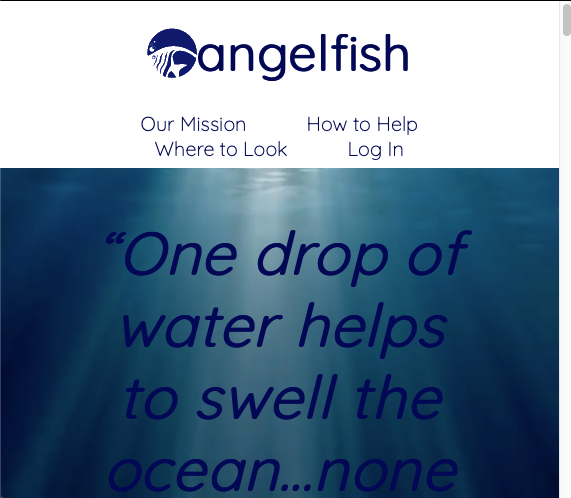 angelfish
Our Mission How to Help
Where to Look Log In
“One drop of
water helps
to swell the
ocean...none